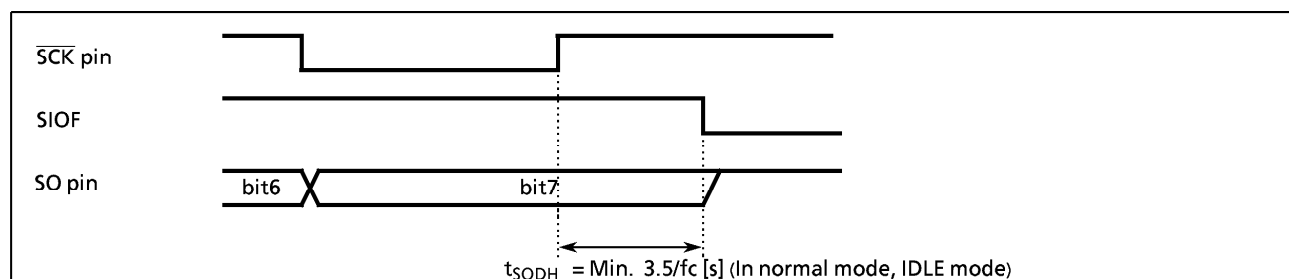 SCK pin
SIOF
SO pin
bit6
bit7
tSODH = Min. 3.5/fc [s] (In normal mode, IDLE mode)